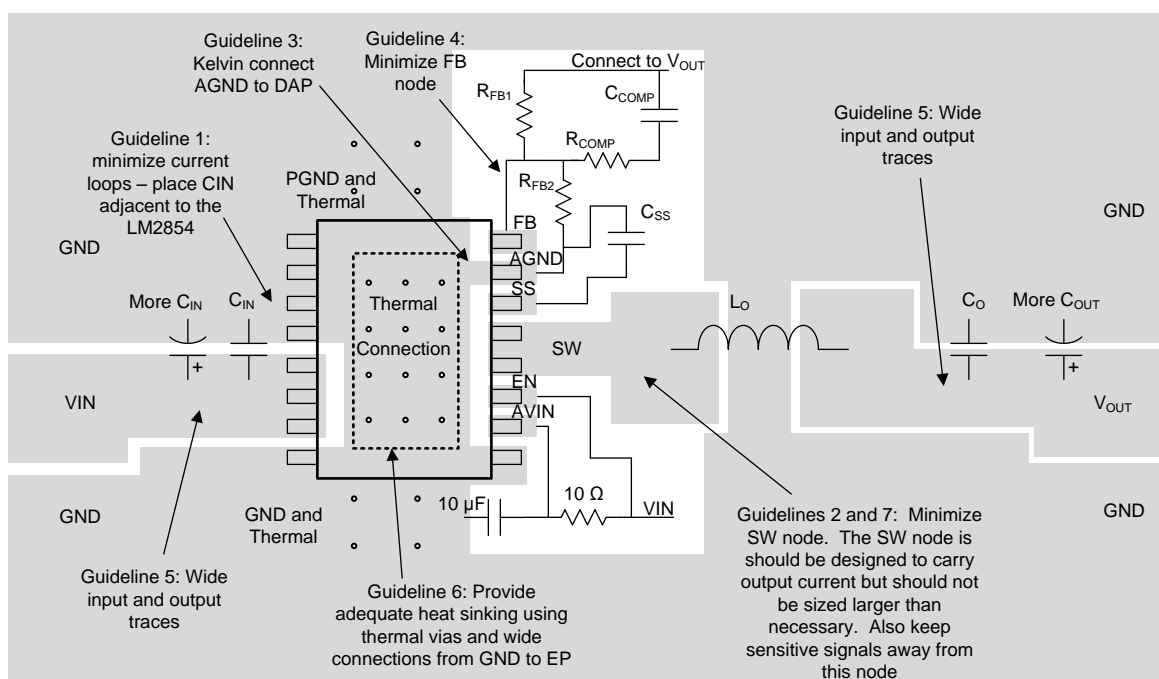 Guideline 3:
Kelvin connect
AGND to DAP
Guideline 4:
Minimize FB
node
Connect to VOUT
RFB1
CCOMP
RCOMP
RFB2
CSS
Guideline 5: Wide
input and output
traces
Guideline 1:
minimize current
loops – place CIN
adjacent to the
LM2854
PGND and
Thermal
GND
GND
FB
AGND
SS
More CIN
CIN
Thermal
Connection
SW
LO
CO
More COUT
+
+
EN
AVIN
VIN
VOUT
10 µF
10 Ω
VIN
GND
GND and
Thermal
GND
Guideline 5: Wide
input and output
traces
Guideline 6: Provide
adequate heat sinking using
thermal vias and wide
connections from GND to EP
Guidelines 2 and 7: Minimize
SW node. The SW node is
should be designed to carry
output current but should not
be sized larger than
necessary. Also keep
sensitive signals away from
this node